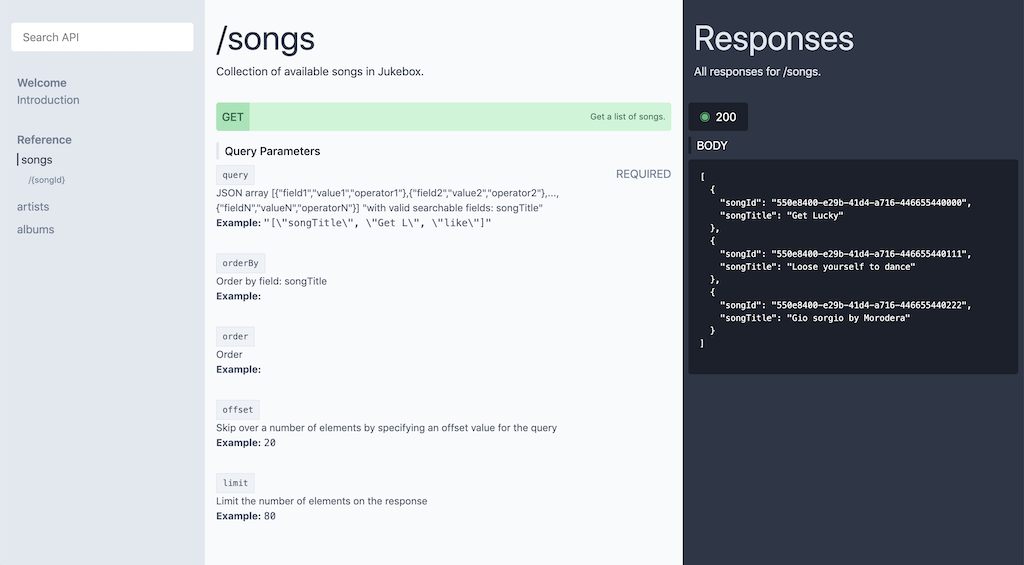 Search API
Welcome
Introduction
Reference
songs
/{songId}
artists
albums
/songs
Collection of available songs in Jukebox.
GET
Get a list of songs.
Query Parameters
query
REQUIRED
JSON array [{"field1","value1","operator1"},{"field2","value2","operator2"},...,
{"fieldN","valueN","operatorN"}] "with valid searchable fields: songTitle"
Example: "[\"songTitle\", \"Get L\", \"like\"]"
orderBy
Order by field: songTitle
Example:
order
Order
Example:
offset
Skip over a number of elements by specifying an offset value for the query
Example: 20
limit
Limit the number of elements on the response
Example: 80
Responses
All responses for /songs.
200
BODY
[
{
"songId": "550e8400-e29b-41d4-a716-446655440000",
"songTitle": "Get Lucky"
},
{
"songId": "550e8400-e29b-41d4-a716-446655440111",
"songTitle": "Loose yourself to dance"
},
{
"songId": "550e8400-e29b-41d4-a716-446655440222",
"songTitle": "Gio sorgio by Morodera"
}
]